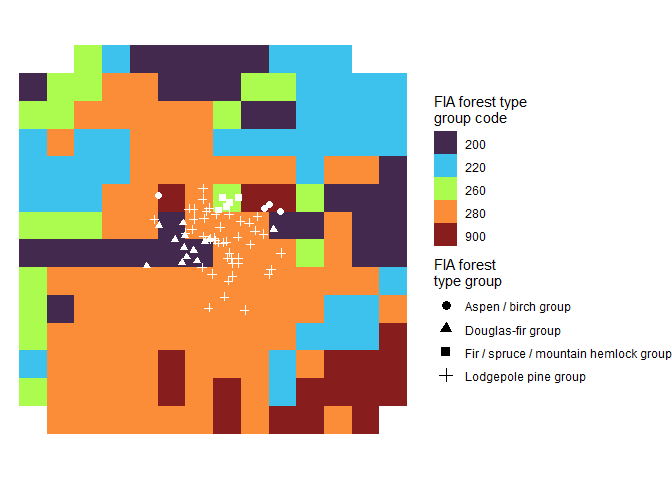 FIA forest type
group code
200
220
260
280
900
FIA forest
type group
Aspen / birch group
Douglas-fir group
Fir / spruce / mountain hemlock group
Lodgepole pine group